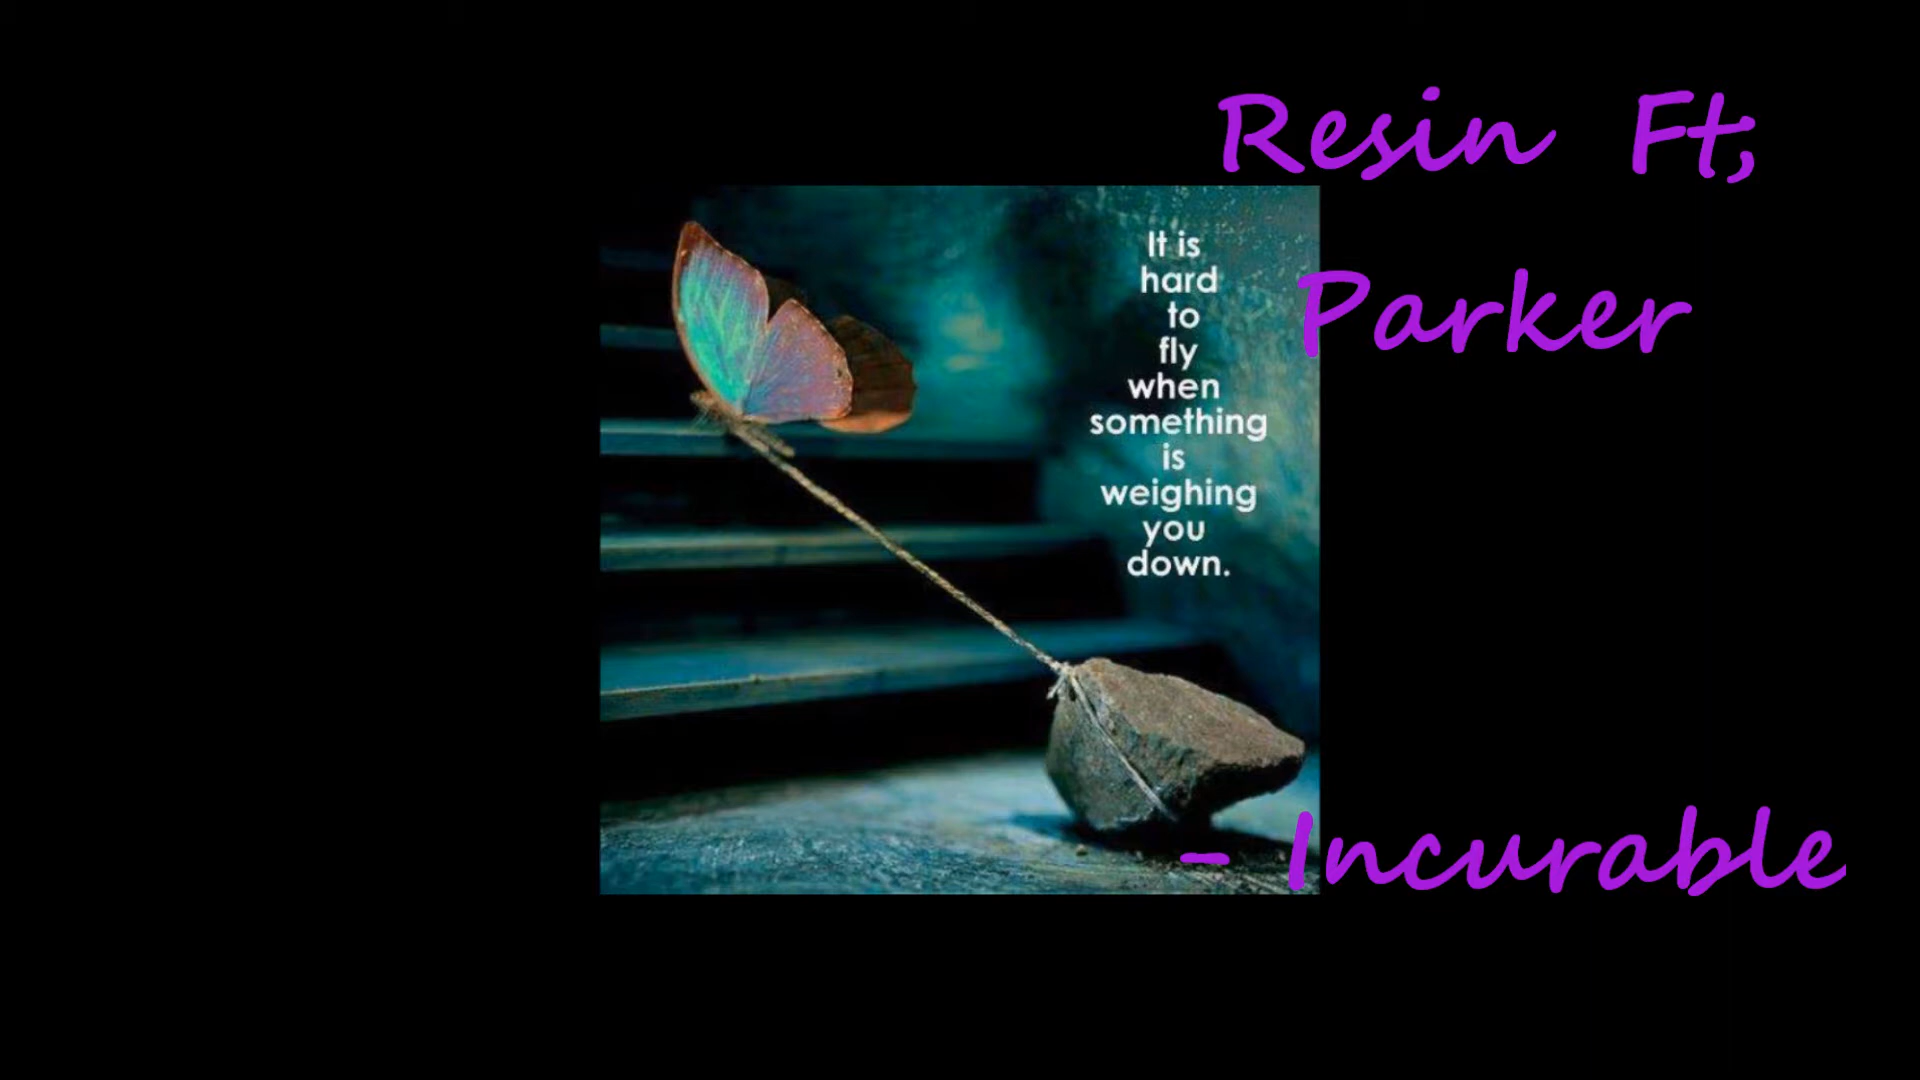 Resin Ft;
Parker
- Incurable
It is
hard
to
fly
when
something
is
weighing
you
down.